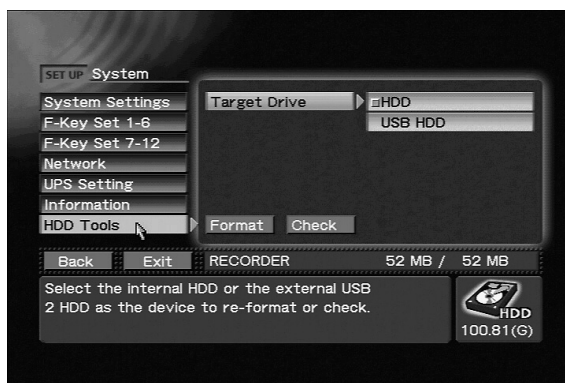 SET UP System
System Settings
F-Key Set 1-6
F-Key Set 7-12
Network
UPS Setting
Information
HDD Tools
Target Drive
HDD
USB HDD
Format Check
Back Exit RECORDER 52 MB / 52 MB
Select the internal HDD or the external USB
2 HDD as the device to re-format or check.
HDD
100.81(G)